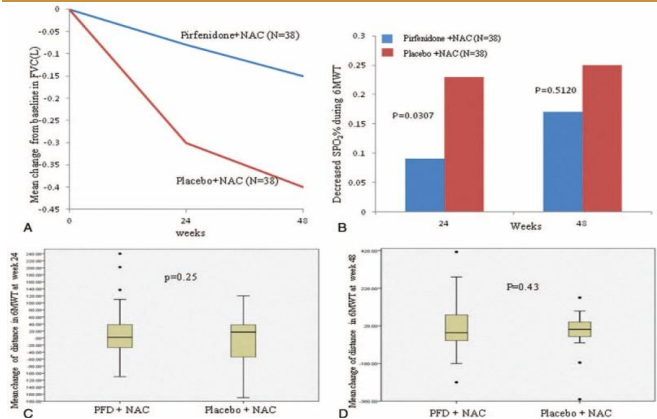 0
-0.05
-0.1
-0.15
-0.2
-0.25
-0.3
-0.35
-0.4
-0.45
Mean change from baseline in FVC(L)
Pirfenidone+NAC (N=38)
Placebo+NAC (N=38)
0
24
48
weeks
A
0.3
0.25
0.2
0.15
0.1
0.05
0
Decreased SPO2% during 6MWT
Pirfenidone +NAC (N=38)
Placebo +NAC (N=38)
P=0.0307
P=0.5120
24
48
Weeks
B
Mean change of distance in 6MWT at week 24
p=0.25
PFD + NAC
Placebo + NAC
C
Mean change of distance in 6MWT at week 48
P=0.43
PFD + NAC
Placebo + NAC
D